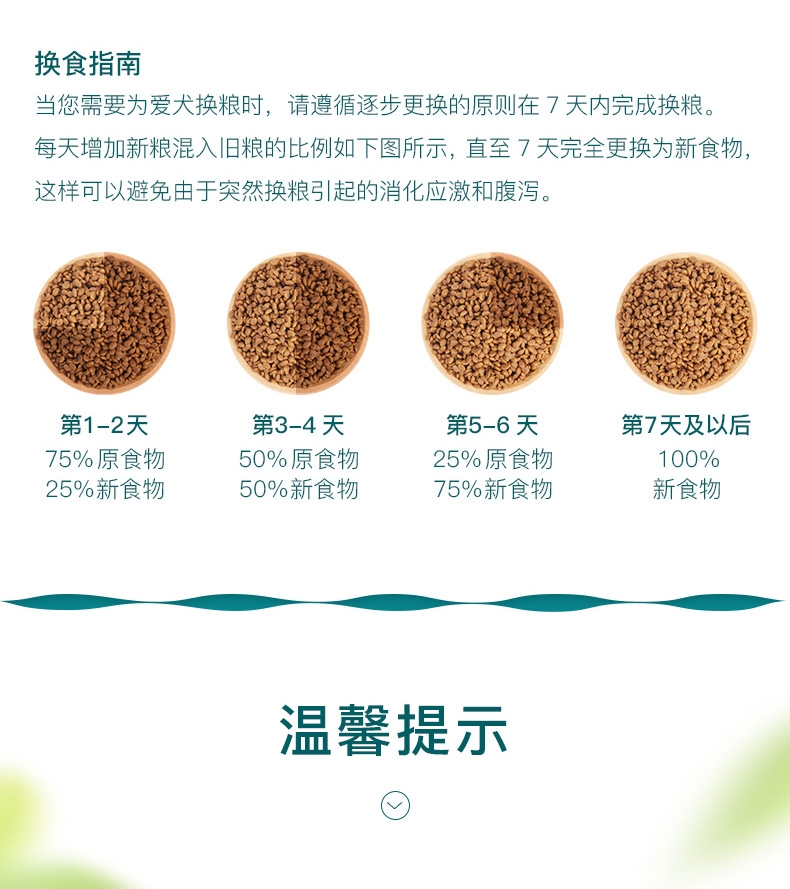 换食指南
当您需要为爱犬换粮时，请遵循逐步更换的原则在 7 天内完成换粮。
每天增加新粮混入旧粮的比例如下图所示，直至 7 天完全更换为新食物，
这样可以避免由于突然换粮引起的消化应激和腹泻。
第1-2天
75%原食物
25%新食物
第3-4 天
50%原食物
50%新食物
第5-6 天
25%原食物
75%新食物
第7天及以后
100%
新食物
温馨提示